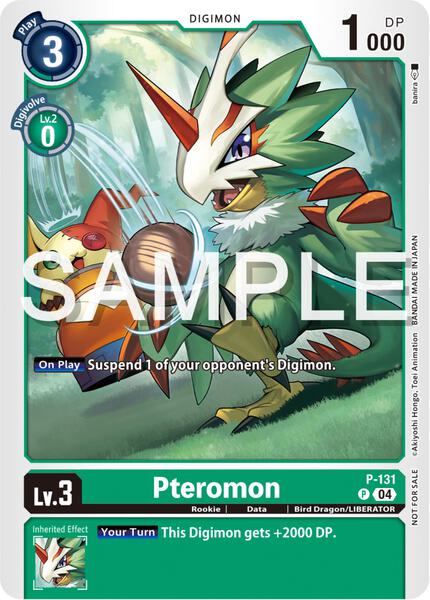 Play
3
DIGIMON
1000
DP
Digivolve
Lv.2
0
banira
SAMPLE
On Play Suspend 1 of your opponent's Digimon.
©Akiyoshi Hongo, Toei Animation BANDAI MADE IN JAPAN
NOT FOR SALE
Lv.3
Pteromon
P-131
P 04
Rookie | Data | Bird Dragon/LIBERATOR
Inherited Effect
Your Turn This Digimon gets +2000 DP.